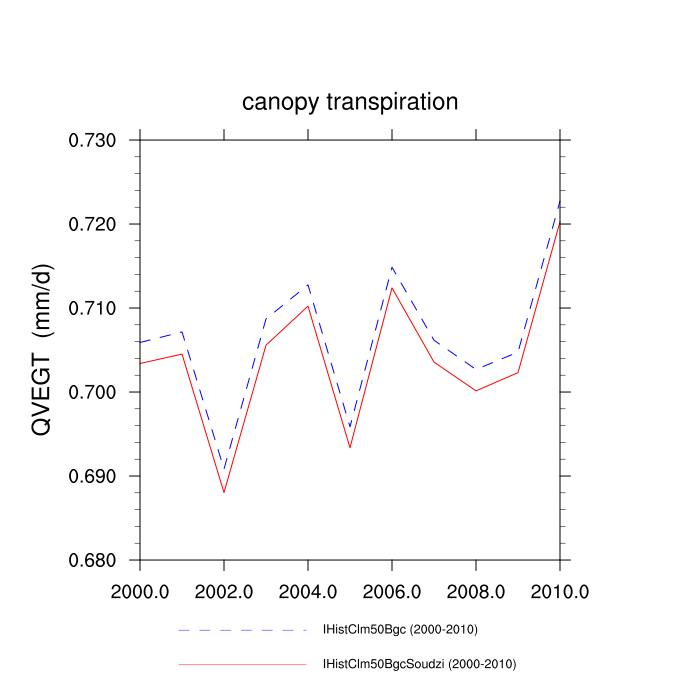 canopy transpiration
0.730
0.720
0.710
0.700
0.690
0.680
QVEGT (mm/d)
2000.0 2002.0 2004.0 2006.0 2008.0 2010.0
IHistClm50Bgc (2000-2010)
IHistClm50BgcSoudzi (2000-2010)